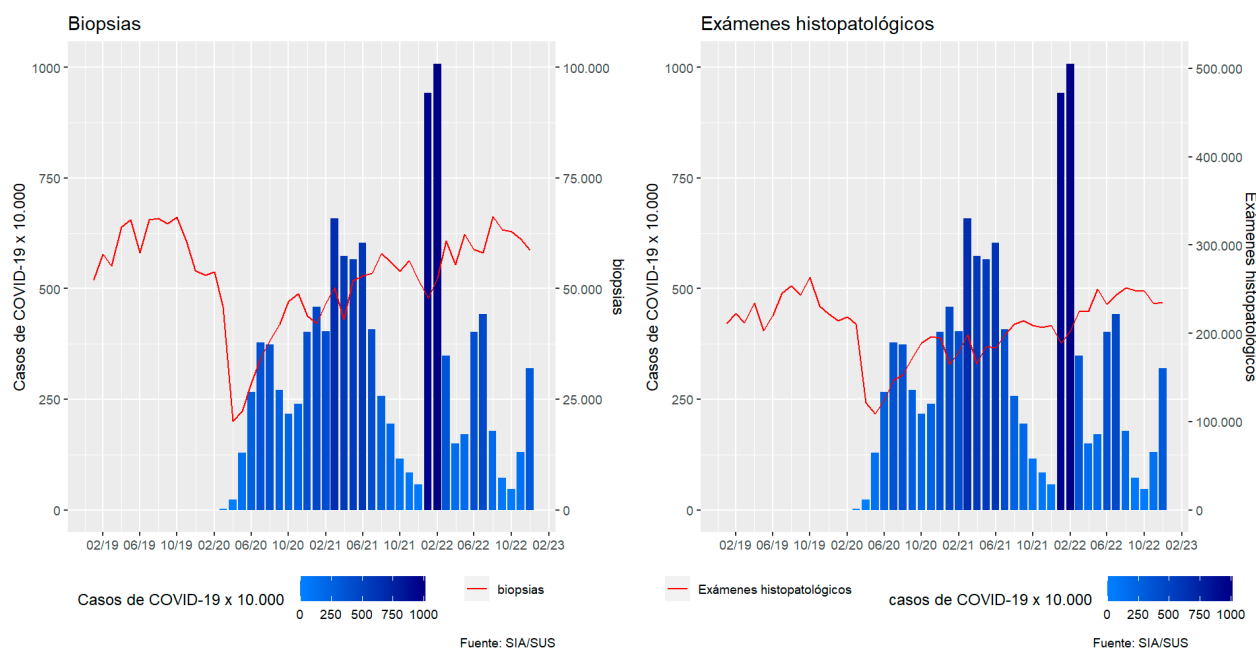 Biopsias
1000
750
500
250
0
Casos de COVID-19 x 10.000
100.000
75.000
50.000
25.000
0
biopsias
02/19 06/19 10/19 02/20 06/20 10/20 02/21 06/21 10/21 02/22 06/22 10/22 02/23
Casos de COVID-19 x 10.000
0 250 500 750 1000
biopsias
Fuente: SIA/SUS
Exámenes histopatológicos
1000
750
500
250
0
Casos de COVID-19 x 10.000
500.000
400.000
300.000
200.000
100.000
0
Exámenes histopatológicos
02/19 06/19 10/19 02/20 06/20 10/20 02/21 06/21 10/21 02/22 06/22 10/22 02/23
Exámenes histopatológicos
casos de COVID-19 x 10.000
0 250 500 750 1000
Fuente: SIA/SUS